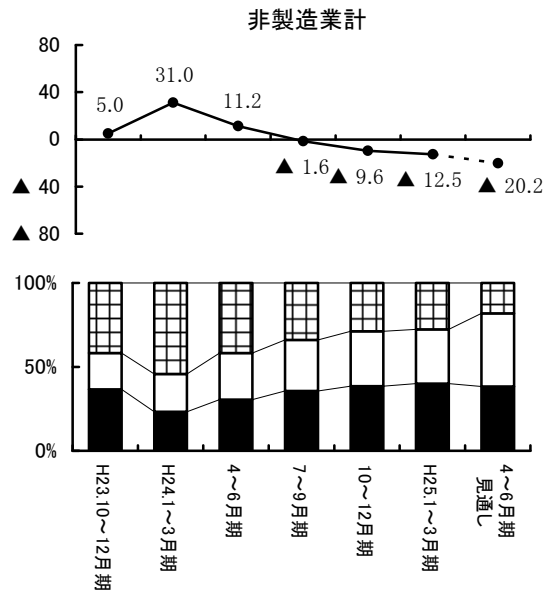 非製造業計
80
40
0
▲ 40
▲ 80
5.0
31.0
11.2
▲ 1.6
▲ 9.6
▲ 12.5
▲ 20.2
100%
50%
0%
H23.10～12月期
H24.1～3月期
4～6月期
7～9月期
10～12月期
H25.1～3月期
4～6月期
見通し